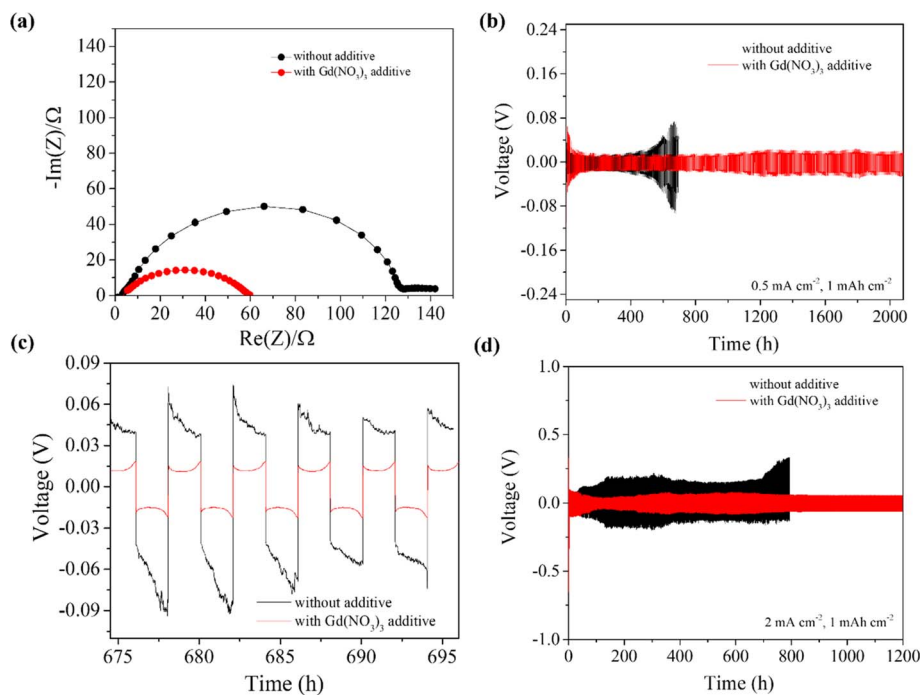 (a)
140
120
100
80
60
40
20
0
-Im(Z)/Ω
without additive
with Gd(NO3)3 additive
0 20 40 60 80 100 120 140
Re(Z)/Ω
(b)
0.24
0.16
0.08
0.00
-0.08
-0.16
-0.24
Voltage (V)
without additive
with Gd(NO3)3 additive
0.5 mA cm-2, 1 mAh cm-2
0 400 800 1200 1600 2000
Time (h)
(c)
0.09
0.06
0.03
0.00
-0.03
-0.06
-0.09
Voltage (V)
without additive
with Gd(NO3)3 additive
675 680 685 690 695
Time (h)
(d)
1.0
0.5
0.0
-0.5
-1.0
Voltage (V)
without additive
with Gd(NO3)3 additive
2 mA cm-2, 1 mAh cm-2
0 200 400 600 800 1000 1200
Time (h)